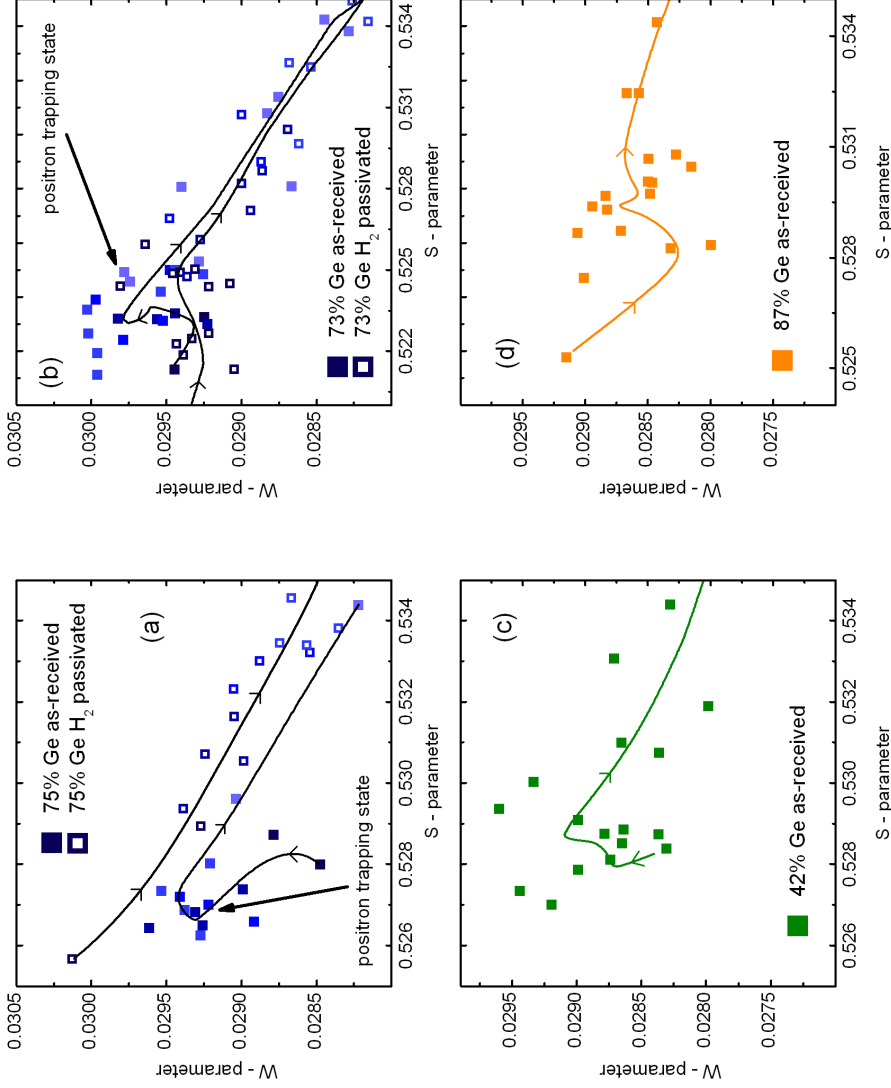 (a)
75% Ge as-received
75% Ge H2 passivated
positron trapping state
0.0305
0.0300
0.0295
0.0290
0.0285
W - parameter
0.526
0.528
0.530
0.532
0.534
S - parameter
(b)
positron trapping state
73% Ge as-received
73% Ge H2 passivated
0.0305
0.0300
0.0295
0.0290
0.0285
W - parameter
0.522
0.525
0.528
0.531
0.534
S - parameter
(c)
42% Ge as-received
0.0295
0.0290
0.0285
0.0280
0.0275
W - parameter
0.526
0.528
0.530
0.532
0.534
S - parameter
(d)
87% Ge as-received
0.0295
0.0290
0.0285
0.0280
0.0275
W - parameter
0.525
0.528
0.531
0.534
S - parameter